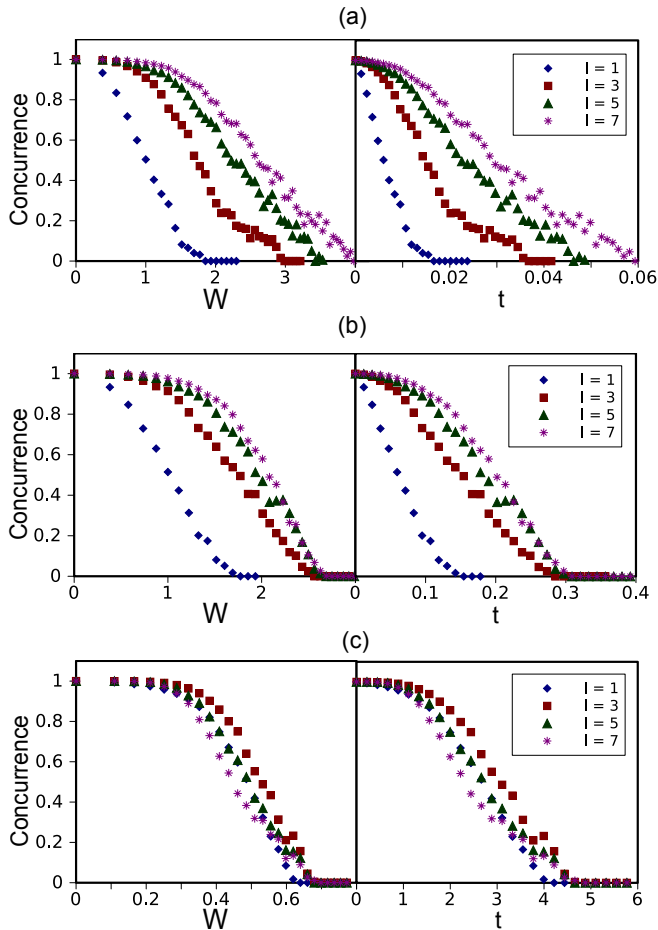 (a)
Concurrence
1
0.8
0.6
0.4
0.2
0
0 1 2 3 0 0.02 0.04 0.06
W t
l = 1
l = 3
l = 5
l = 7
(b)
Concurrence
1
0.8
0.6
0.4
0.2
0
0 1 2 0 0.1 0.2 0.3 0.4
W t
l = 1
l = 3
l = 5
l = 7
(c)
Concurrence
1
0.8
0.6
0.4
0.2
0
0 0.2 0.4 0.6 0 1 2 3 4 5 6
W t
l = 1
l = 3
l = 5
l = 7